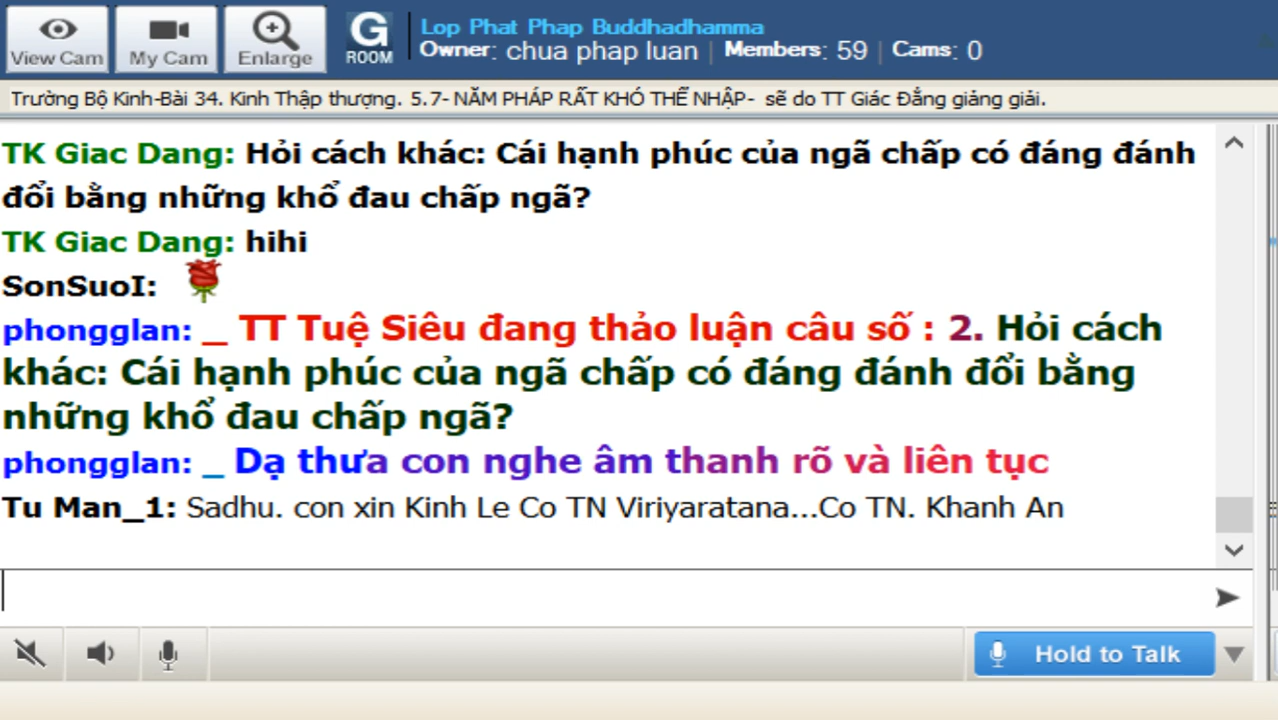 View Cam
My Cam
Enlarge
G
ROOM
Lop Phat Phap Buddhadhamma
Owner: chua phap luan | Members: 59 | Cams: 0
Trường Bộ Kinh-Bài 34. Kinh Thập thượng. 5.7- NĂM PHÁP RẤT KHÓ THỂ NHẬP- sẽ do TT Giác Đẳng giảng giải.
TK Giac Dang: Hỏi cách khác: Cái hạnh phúc của ngã chấp có đáng đánh
đổi bằng những khổ đau chấp ngã?
TK Giac Dang: hihi
SonSuoI:
phongglan: _ TT Tuệ Siêu đang thảo luận câu số : 2. Hỏi cách
khác: Cái hạnh phúc của ngã chấp có đáng đánh đổi bằng
những khổ đau chấp ngã?
phongglan: _ Dạ thưa con nghe âm thanh rõ và liên tục
Tu Man_1: Sadhu. con xin Kinh Le Co TN Viriyaratana...Co TN. Khanh An
Hold to Talk